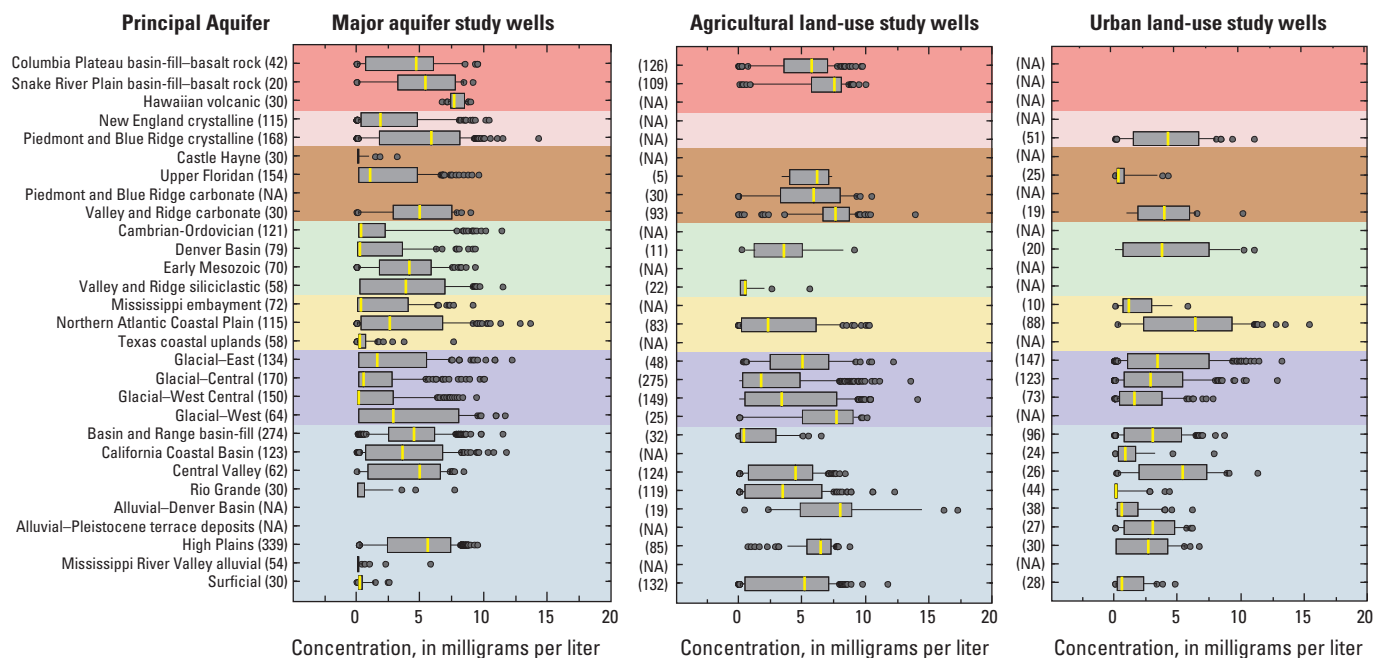 Principal Aquifer Major aquifer study wells Agricultural land-use study wells Urban land-use study wells
Columbia Plateau basin-fill–basalt rock (42) (126) (NA)
Snake River Plain basin-fill–basalt rock (20) (109) (NA)
Hawaiian volcanic (30) (NA) (NA)
New England crystalline (115) (NA) (NA)
Piedmont and Blue Ridge crystalline (168) (NA) (51)
Castle Hayne (30) (NA) (NA)
Upper Floridan (154) (5) (25)
Piedmont and Blue Ridge carbonate (NA) (30) (NA)
Valley and Ridge carbonate (30) (93) (19)
Cambrian-Ordovician (121) (NA) (NA)
Denver Basin (79) (11) (20)
Early Mesozoic (70) (NA) (NA)
Valley and Ridge siliciclastic (58) (22) (NA)
Mississippi embayment (72) (NA) (10)
Northern Atlantic Coastal Plain (115) (83) (88)
Texas coastal uplands (58) (NA) (NA)
Glacial–East (134) (48) (147)
Glacial–Central (170) (275) (123)
Glacial–West Central (150) (149) (73)
Glacial–West (64) (25) (NA)
Basin and Range basin-fill (274) (32) (96)
California Coastal Basin (123) (NA) (24)
Central Valley (62) (124) (26)
Rio Grande (30) (119) (44)
Alluvial–Denver Basin (NA) (19) (38)
Alluvial–Pleistocene terrace deposits (NA) (NA) (27)
High Plains (339) (85) (30)
Mississippi River Valley alluvial (54) (NA) (NA)
Surficial (30) (132) (28)
0 5 10 15 20 0 5 10 15 20 0 5 10 15 20
Concentration, in milligrams per liter Concentration, in milligrams per liter Concentration, in milligrams per liter